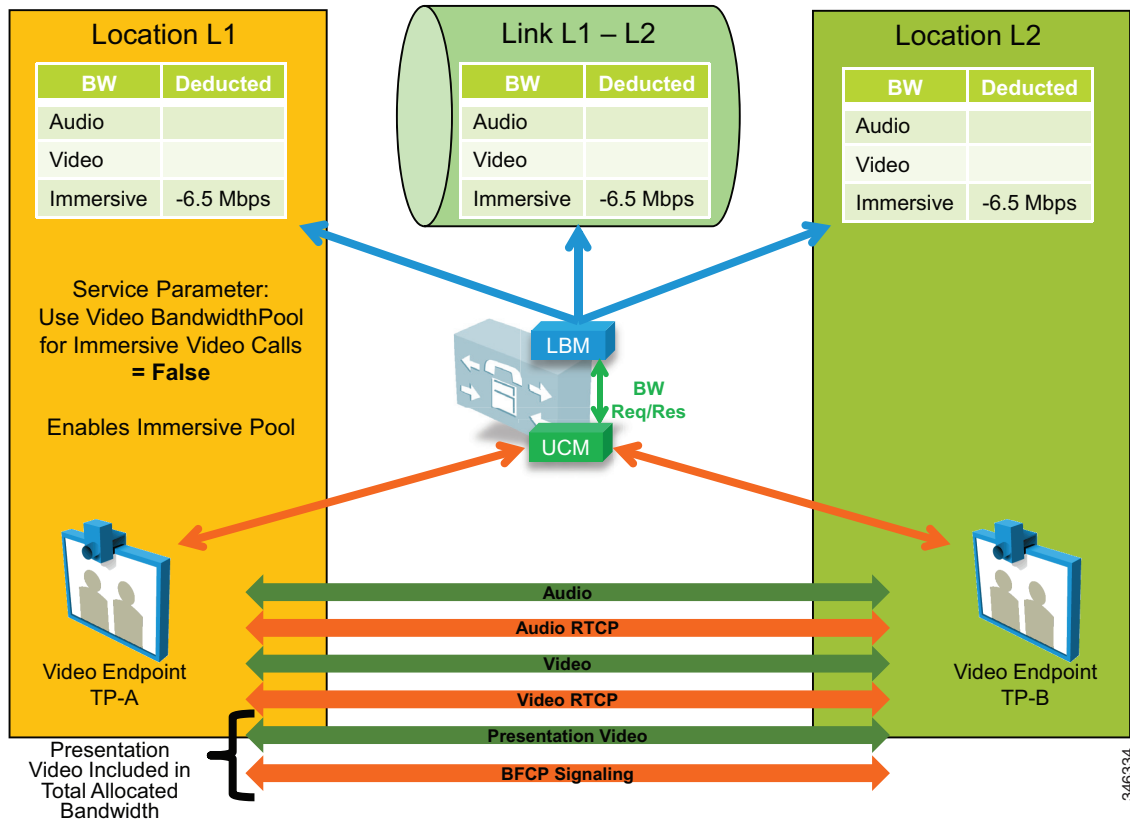 Location L1
BW Deducted
Audio
Video
Immersive -6.5 Mbps
Link L1 – L2
BW Deducted
Audio
Video
Immersive -6.5 Mbps
Location L2
BW Deducted
Audio
Video
Immersive -6.5 Mbps
Service Parameter:
Use Video BandwidthPool
for Immersive Video Calls
= False
Enables Immersive Pool
LBM
BW
Req/Res
UCM
Video Endpoint
TP-A
Video Endpoint
TP-B
Audio
Audio RTCP
Video
Video RTCP
Presentation Video
BFCP Signaling
Presentation
Video Included in
Total Allocated
Bandwidth
346334